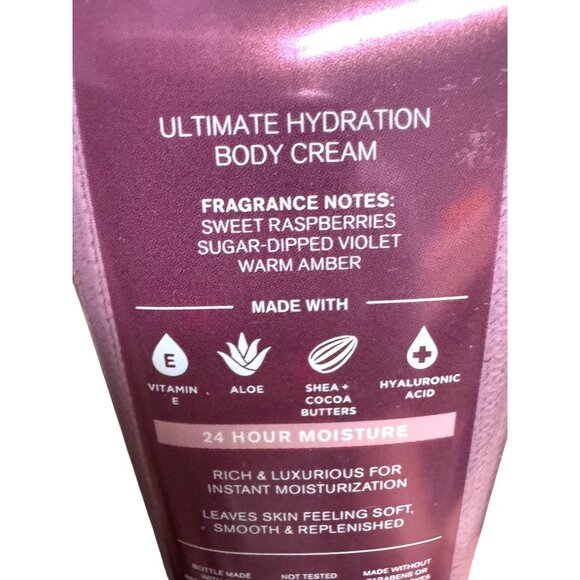 ULTIMATE HYDRATION
BODY CREAM
FRAGRANCE NOTES:
SWEET RASPBERRIES
SUGAR-DIPPED VIOLET
WARM AMBER
MADE WITH
E
VITAMIN
E
ALOE
SHEA +
COCOA
BUTTERS
HYALURONIC
ACID
24 HOUR MOISTURE
RICH & LUXURIOUS FOR
INSTANT MOISTURIZATION
LEAVES SKIN FEELING SOFT,
SMOOTH & REPLENISHED
BOTTLE MADE
NOT TESTED
MADE WITHOUT
PARABENS OR